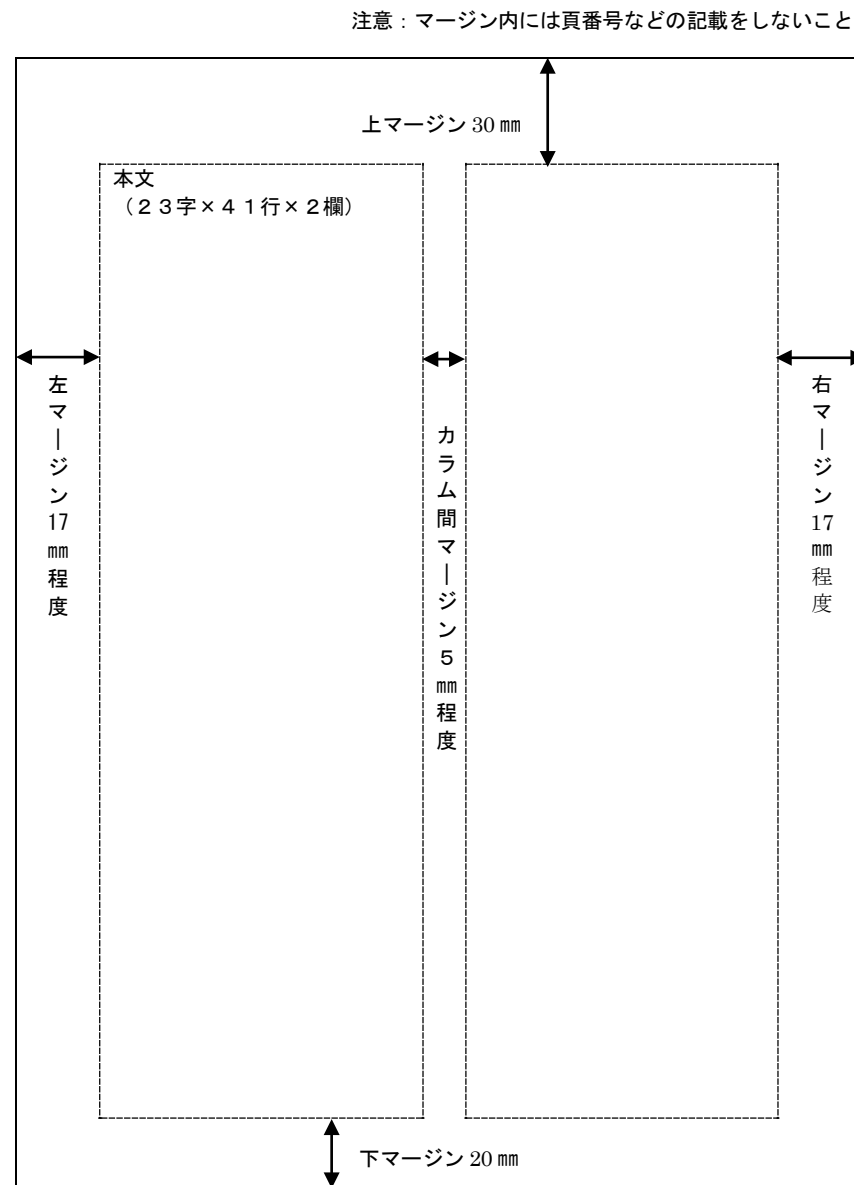 注意：マージン内には頁番号などの記載をしないこと
上マージン 30 ㎜
本文
（２３字×４１行×２欄）
左マージン17㎜程度
カラム間マージン５㎜程度
右マージン17㎜程度
下マージン 20 ㎜